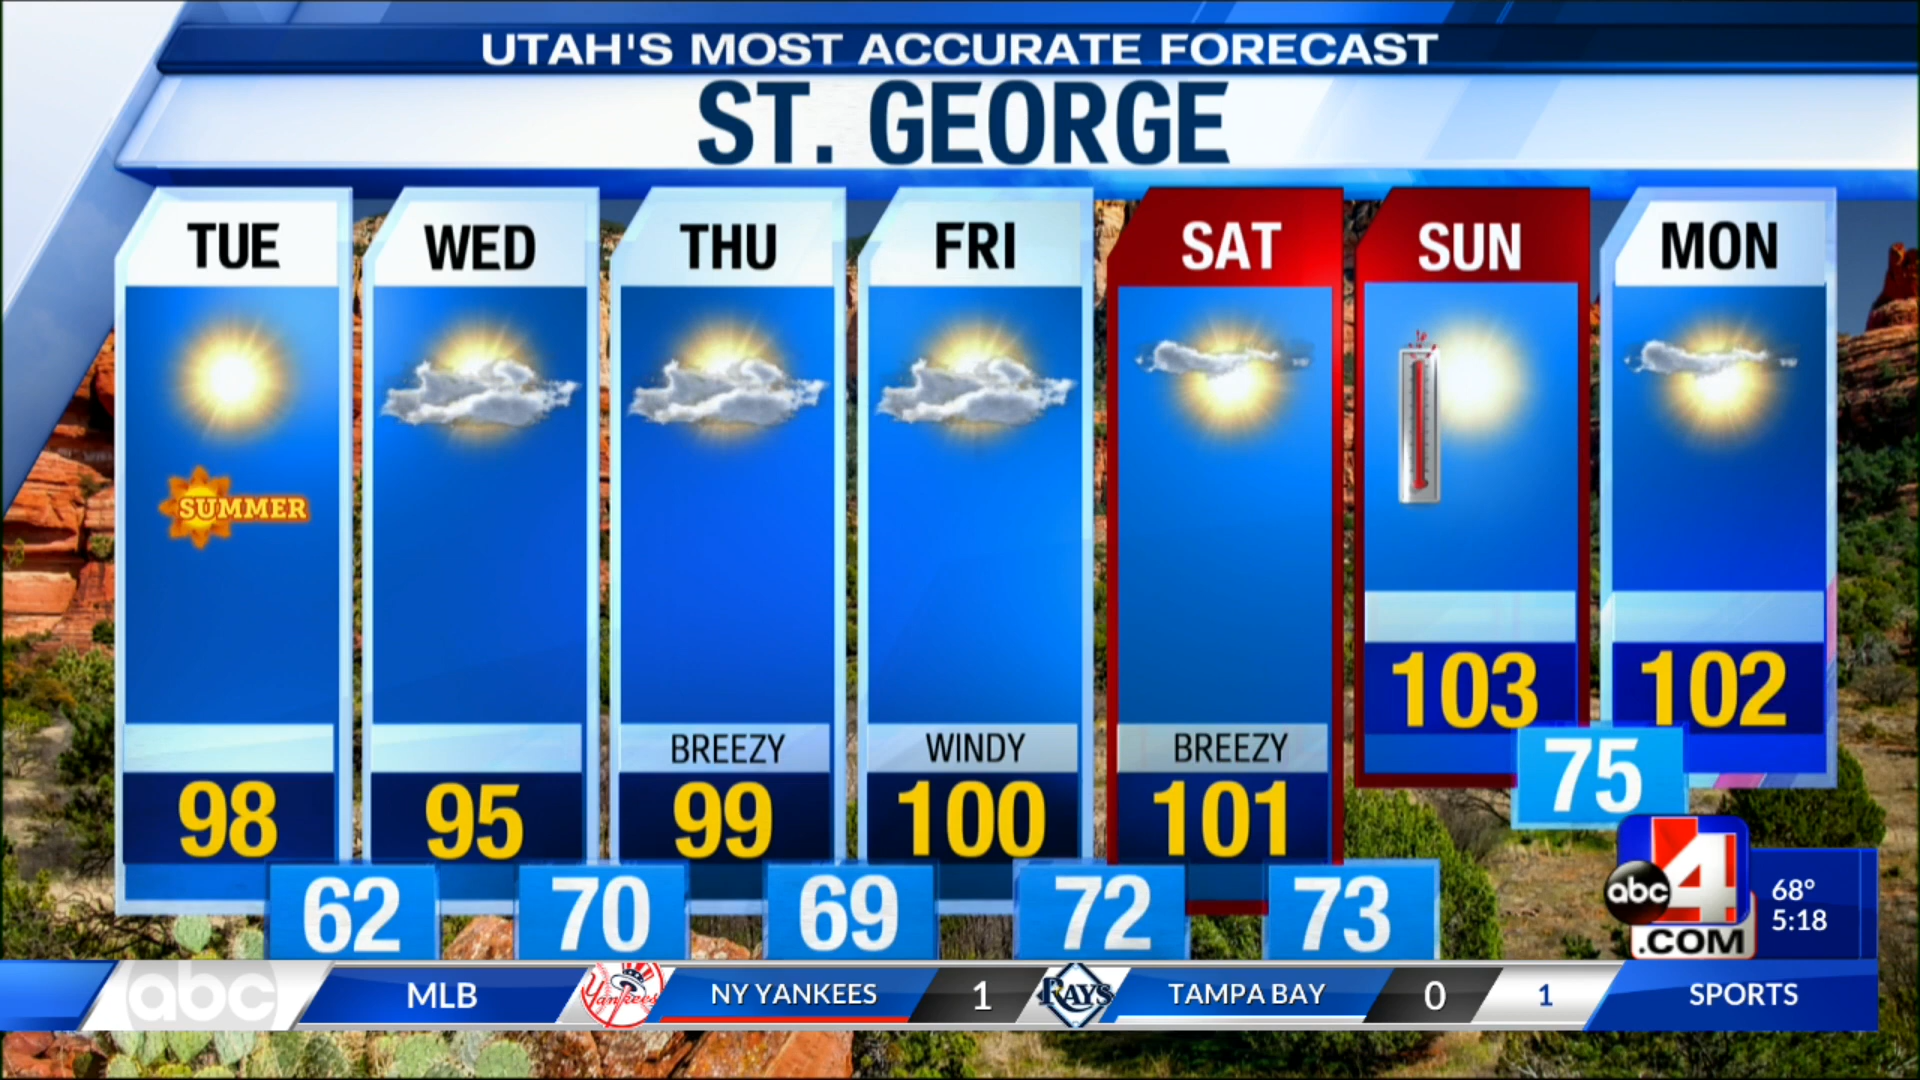 UTAH'S MOST ACCURATE FORECAST
ST. GEORGE
TUE WED THU FRI SAT SUN MON
SUMMER
BREEZY WINDY BREEZY
103 102
98 95 99 100 101
75
62 70 69 72 73
abc 4 .COM
68°
5:18
abc MLB Yankees NY YANKEES 1 RAYS TAMPA BAY 0 1 SPORTS